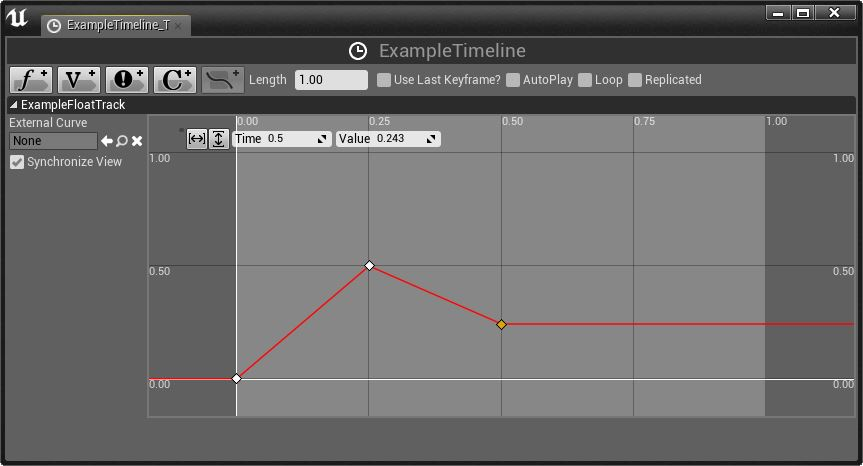 ExampleTimeline_T
ExampleTimeline
f V C Length 1.00 Use Last Keyframe? AutoPlay Loop Replicated
ExampleFloatTrack
External Curve
None
Synchronize View
0.00 0.25 0.50 0.75 1.00
Time 0.5 Value 0.243
1.00 1.00
0.50 0.50
0.00 0.00